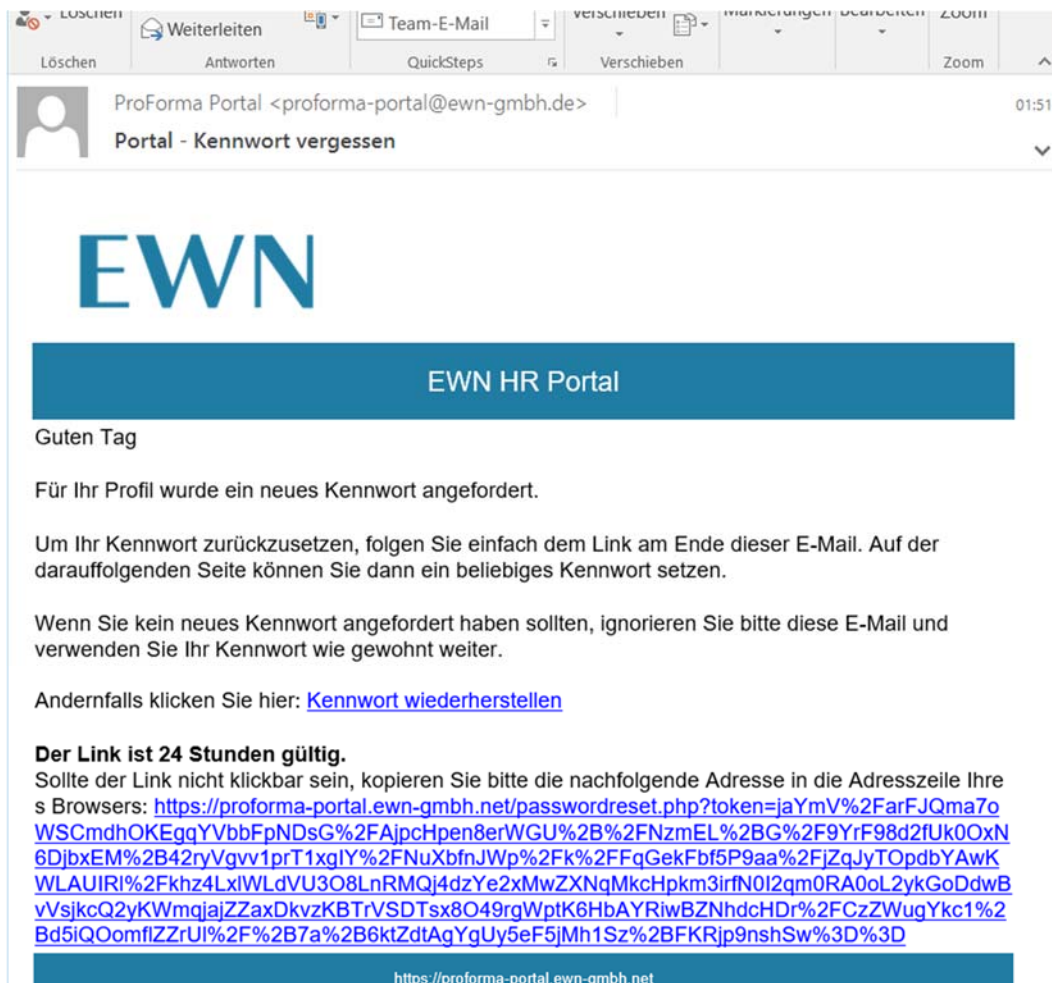 Löschen
Weiterleiten
Team-E-Mail
Verschieben
Markierungen
Bearbeiten
Zoom
Löschen
Antworten
QuickSteps
Verschieben
Zoom
ProForma Portal <proforma-portal@ewn-gmbh.de>
01:51
Portal - Kennwort vergessen
EWN
EWN HR Portal
Guten Tag
Für Ihr Profil wurde ein neues Kennwort angefordert.
Um Ihr Kennwort zurückzusetzen, folgen Sie einfach dem Link am Ende dieser E-Mail. Auf der
darauffolgenden Seite können Sie dann ein beliebiges Kennwort setzen.
Wenn Sie kein neues Kennwort angefordert haben sollten, ignorieren Sie bitte diese E-Mail und
verwenden Sie Ihr Kennwort wie gewohnt weiter.
Andernfalls klicken Sie hier: Kennwort wiederherstellen
Der Link ist 24 Stunden gültig.
Sollte der Link nicht klickbar sein, kopieren Sie bitte die nachfolgende Adresse in die Adresszeile Ihre
s Browsers: https://proforma-portal.ewn-gmbh.net/passwordreset.php?token=jaYmV%2FarFJQma7o
WSCmdhOKEgqYVbbFpNDsG%2FAjpcHpen8erWGU%2B%2FNzmEL%2BG%2F9YrF98d2fUk0OxN
6DjbxEM%2B42ryVgvv1prT1xgIY%2FNuXbfnJWp%2Fk%2FFqGekFbf5P9aa%2FjZqJyTOpdbYAwK
WLAUIRl%2Fkhz4LxlWLdVU3O8LnRMQj4dzYe2xMwZXNqMkcHpkm3irfN0I2qm0RA0oL2ykGoDdwB
vVsjkcQ2yKWmqjajZZaxDkvzKBTrVSDTsx8O49rgWptK6HbAYRiwBZNhdcHDr%2FCzZWugYkc1%2
Bd5iQOomflZZrUl%2F%2B7a%2B6ktZdtAgYgUy5eF5jMh1Sz%2BFKRjp9nshSw%3D%3D
https://proforma-portal.ewn-gmbh.net